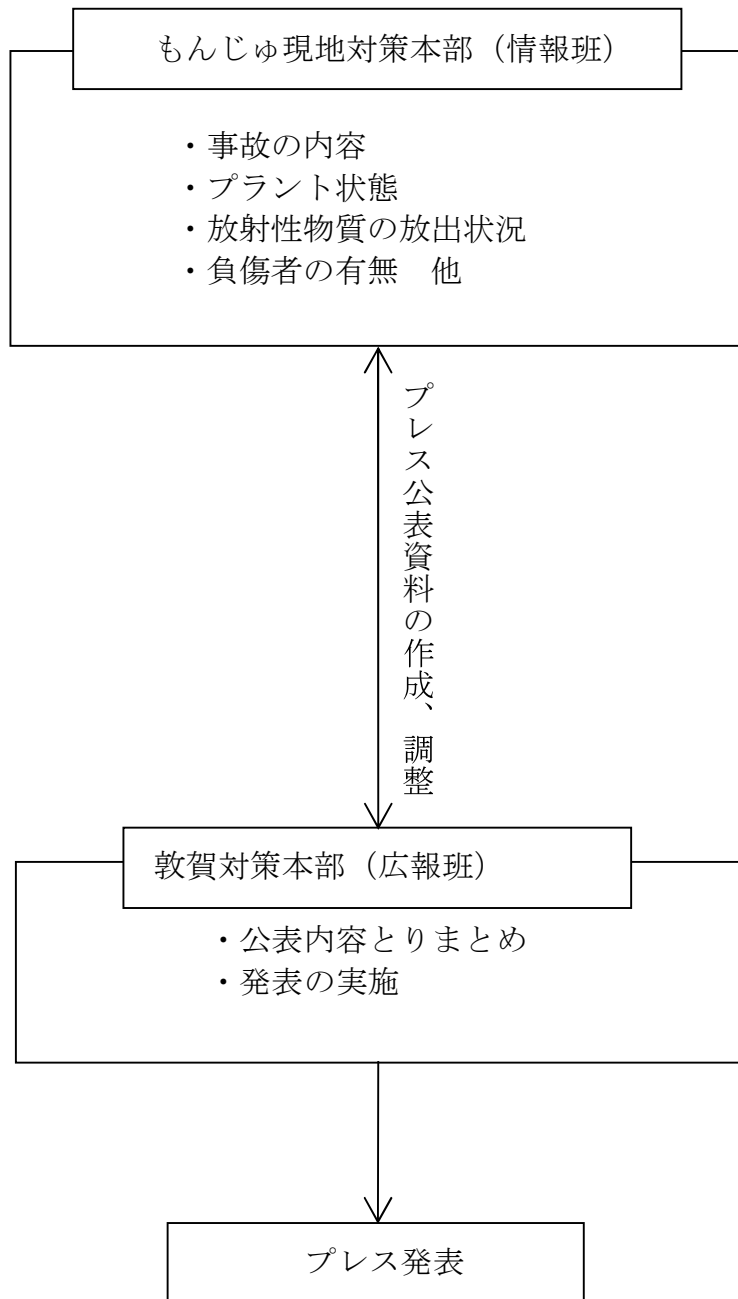 もんじゅ現地対策本部（情報班）
・事故の内容
・プラント状態
・放射性物質の放出状況
・負傷者の有無　他
プレス公表資料の作成、調整
敦賀対策本部（広報班）
・公表内容とりまとめ
・発表の実施
プレス発表